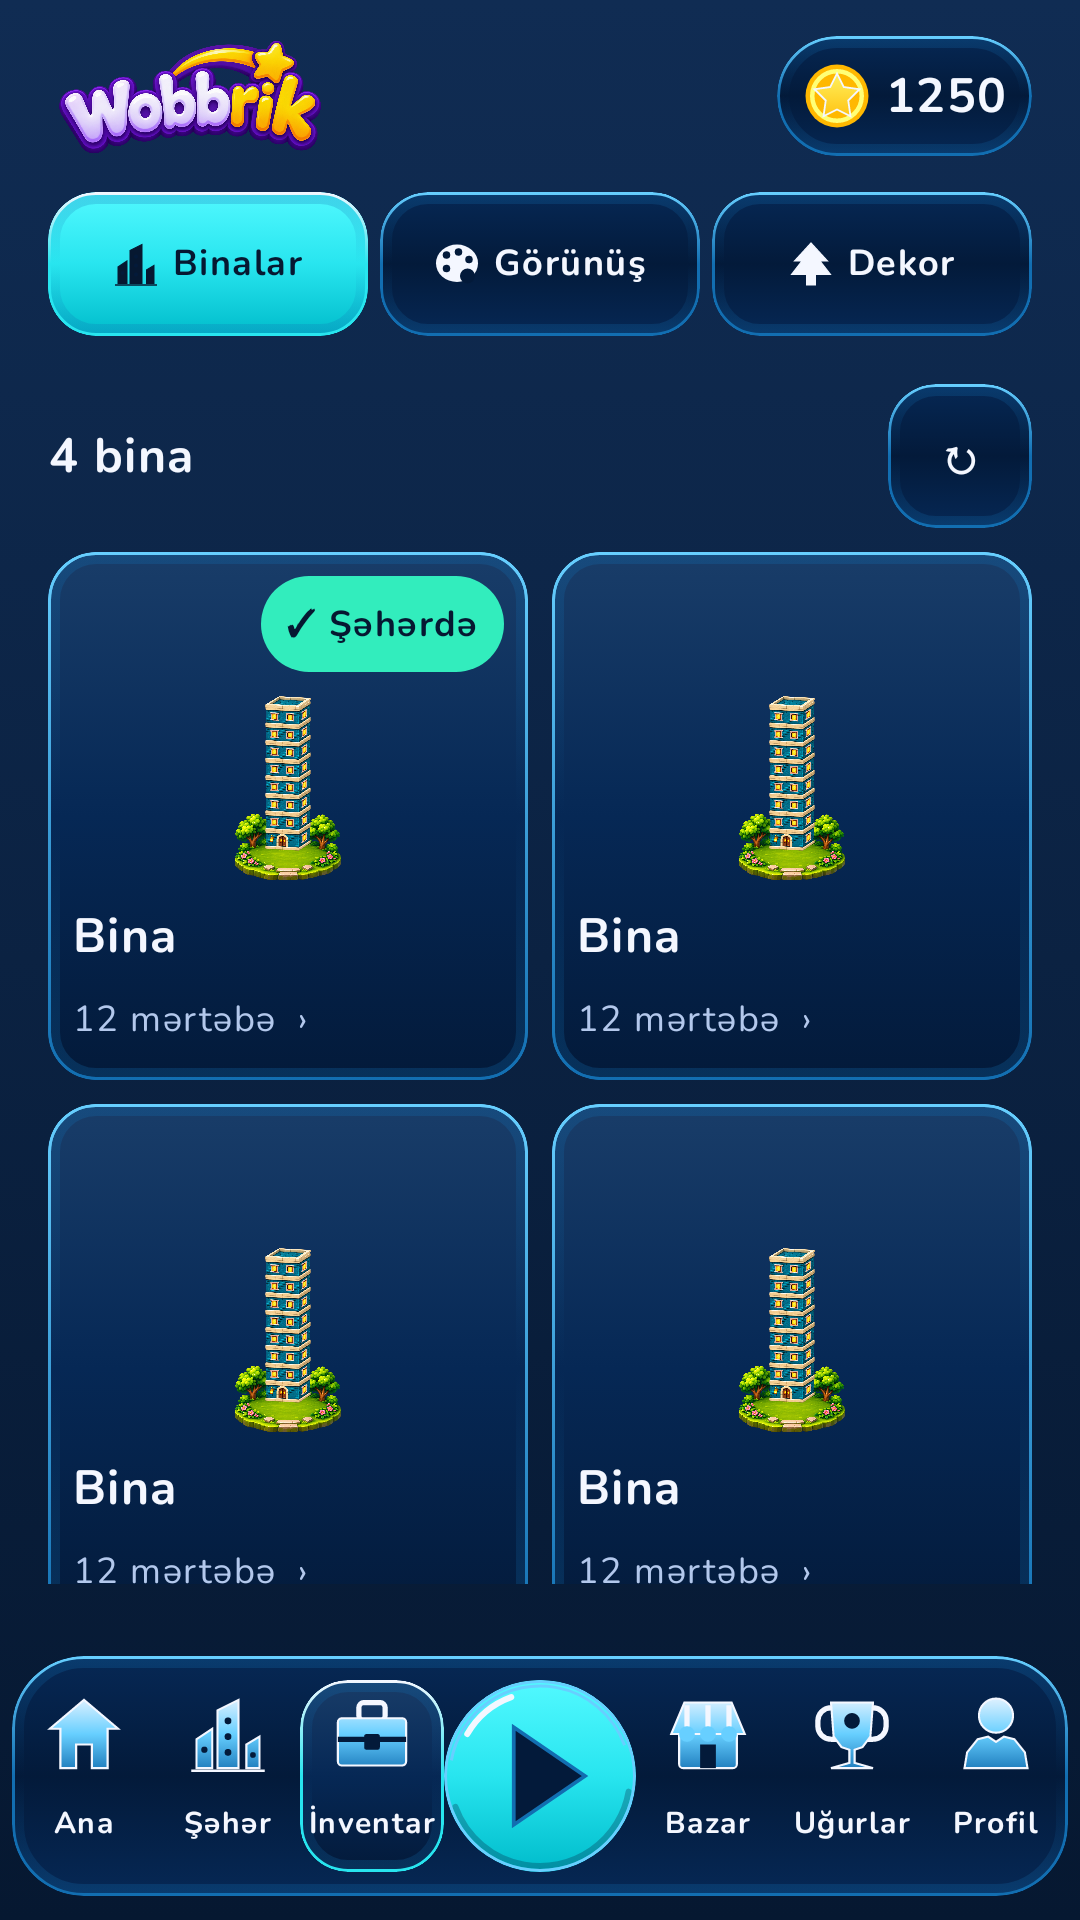 Wobbrik
1250
Binalar
Görünüş
Dekor
4 bina
↻
✓ Şəhərdə
Bina
12 mərtəbə ›
Bina
12 mərtəbə ›
Bina
12 mərtəbə ›
Bina
12 mərtəbə ›
Ana
Şəhər
İnventar
Bazar
Uğurlar
Profil